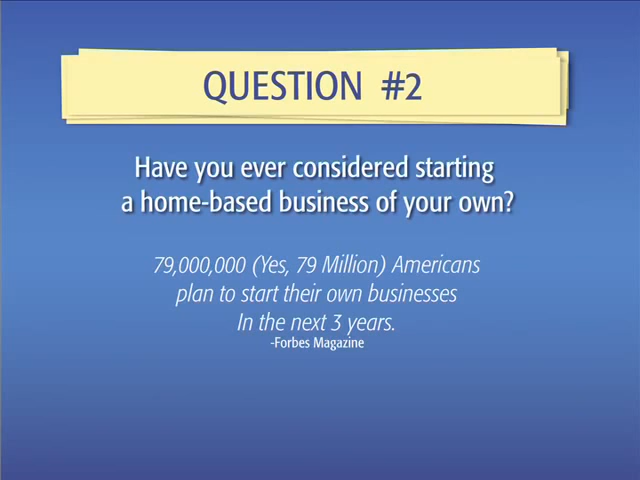 QUESTION #2
Have you ever considered starting
a home-based business of your own?
79,000,000 (Yes, 79 Million) Americans
plan to start their own businesses
In the next 3 years.
-Forbes Magazine